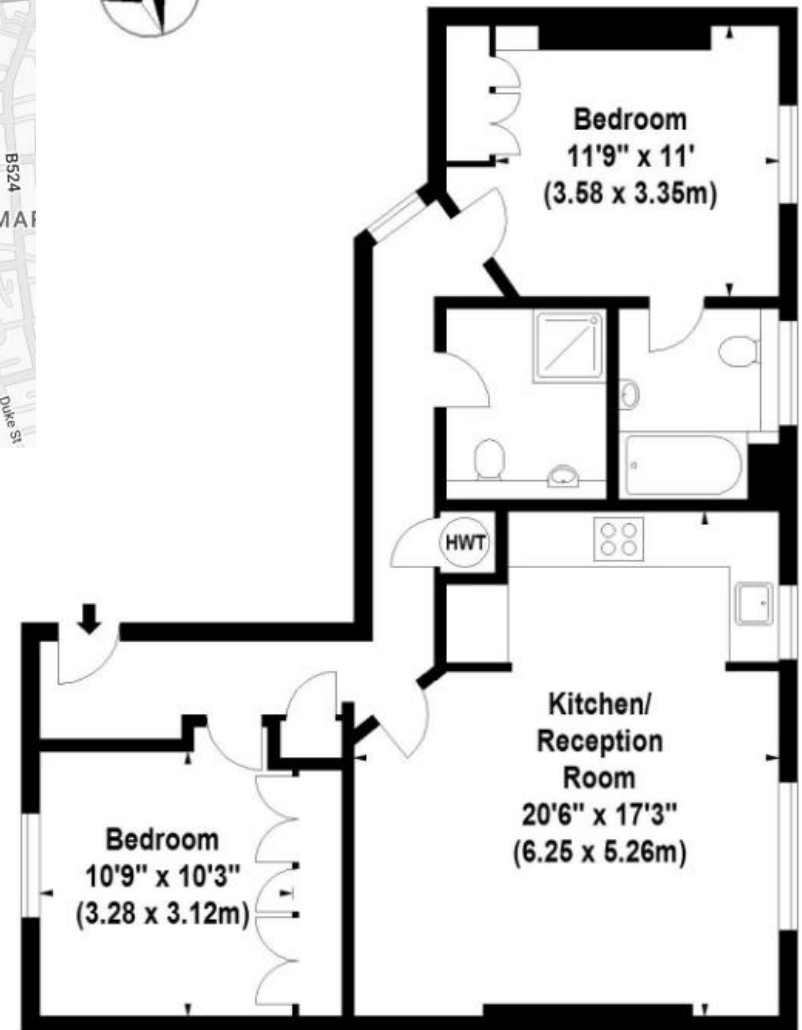 B524
MAR
Duke St
Bedroom
11'9" x 11'
(3.58 x 3.35m)
HWT
Kitchen/
Reception
Room
20'6" x 17'3"
(6.25 x 5.26m)
Bedroom
10'9" x 10'3"
(3.28 x 3.12m)